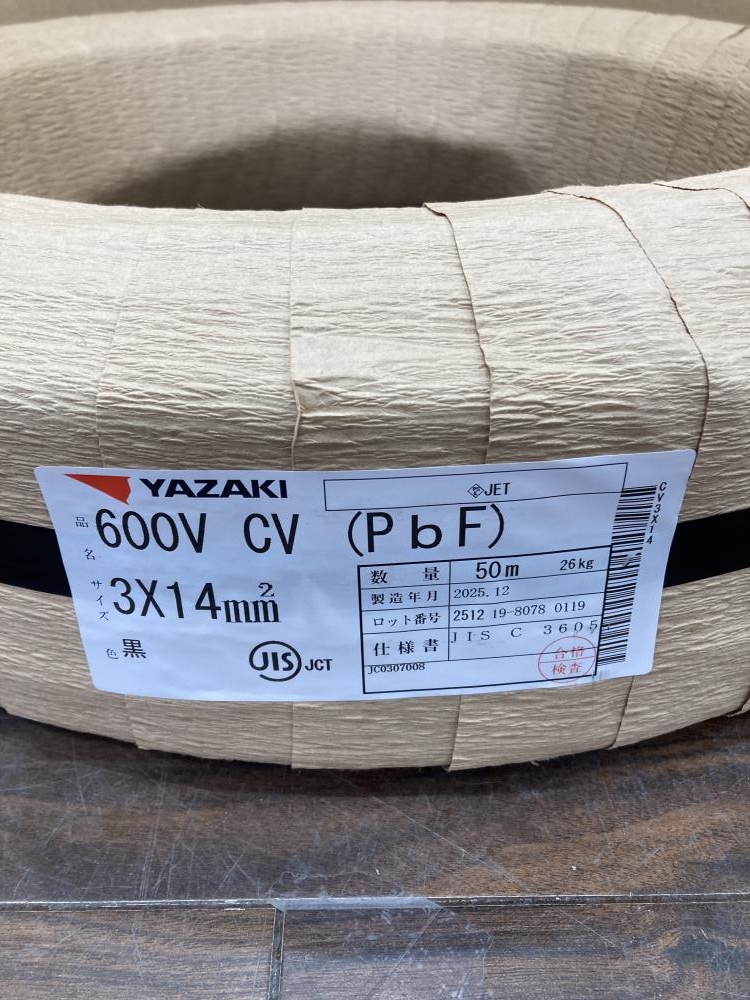 YAZAKI
JET
品名 600V CV (PbF)
サイズ 3X14mm2
色 黒
JIS JCT
数量 50m 26kg
製造年月 2025.12
ロット番号 2512 19-8078 0119
仕様書 JIS C 3605
JC0307008
合格
検査
CV3X14